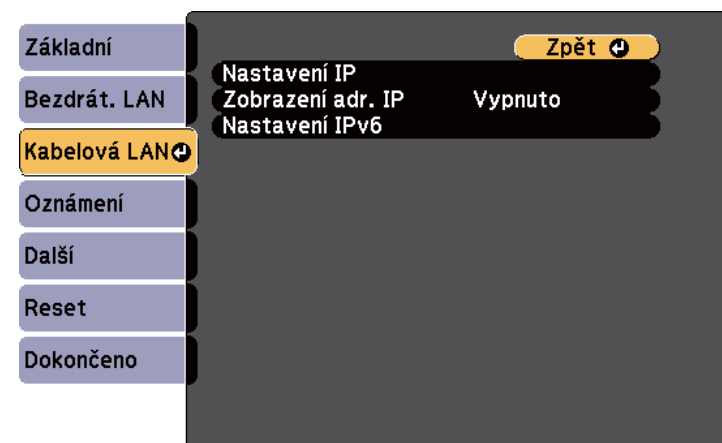 Základní
Bezdrát. LAN
Kabelová LAN
Oznámení
Další
Reset
Dokončeno
Zpět
Nastavení IP
Zobrazení adr. IP Vypnuto
Nastavení IPv6